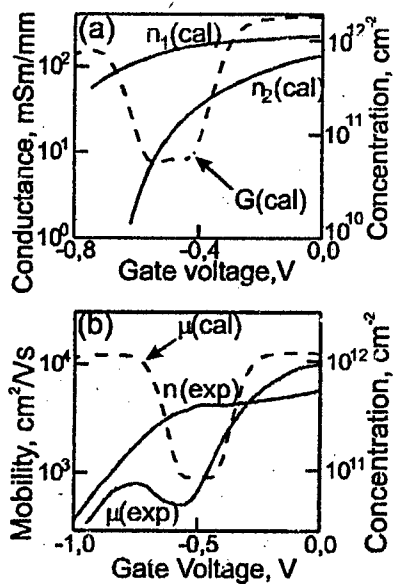 (a)
n₁(cal)
n₂(cal)
G(cal)
10²
10¹
10⁰
10¹²
10¹¹
10¹⁰
-0,8
-0,4
0,0
Conductance, mSm/mm
Concentration, cm⁻²
Gate voltage,V
(b)
μ(cal)
n(exp)
μ(exp)
10⁴
10³
10¹²
10¹¹
-1,0
-0,5
0,0
Mobility, cm²/Vs
Concentration, cm⁻²
Gate Voltage, V